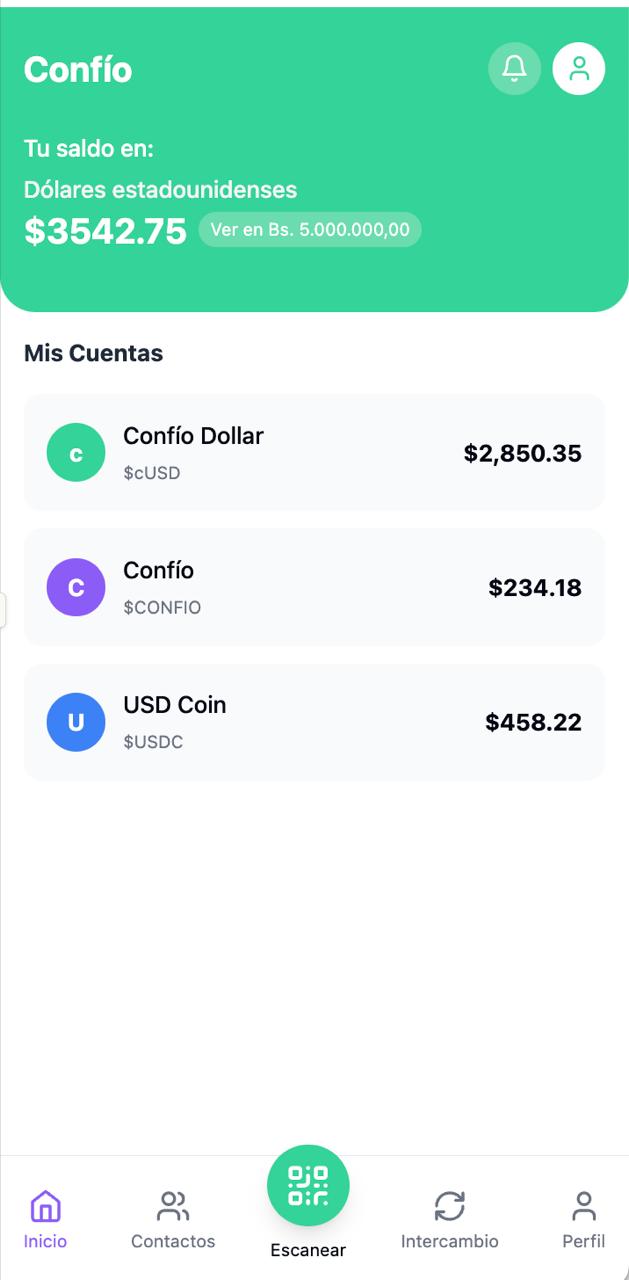 Confío
Tu saldo en:
Dólares estadounidenses
$3542.75 Ver en Bs. 5.000.000,00
Mis Cuentas
c
Confío Dollar
$cUSD
$2,850.35
C
Confío
$CONFIO
$234.18
U
USD Coin
$USDC
$458.22
Inicio
Contactos
Escanear
Intercambio
Perfil